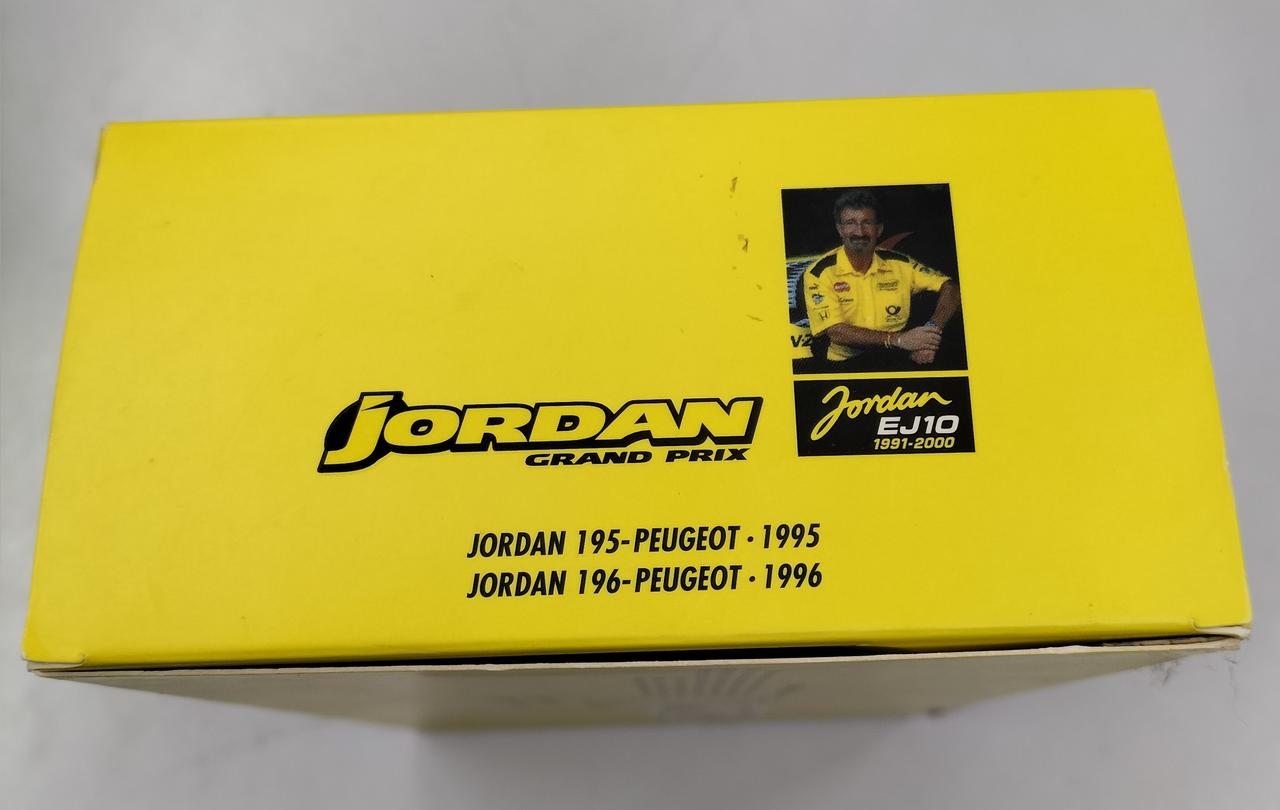 JORDAN
GRAND PRIX
Jordan
EJ10
1991-2000
JORDAN 195-PEUGEOT · 1995
JORDAN 196-PEUGEOT · 1996